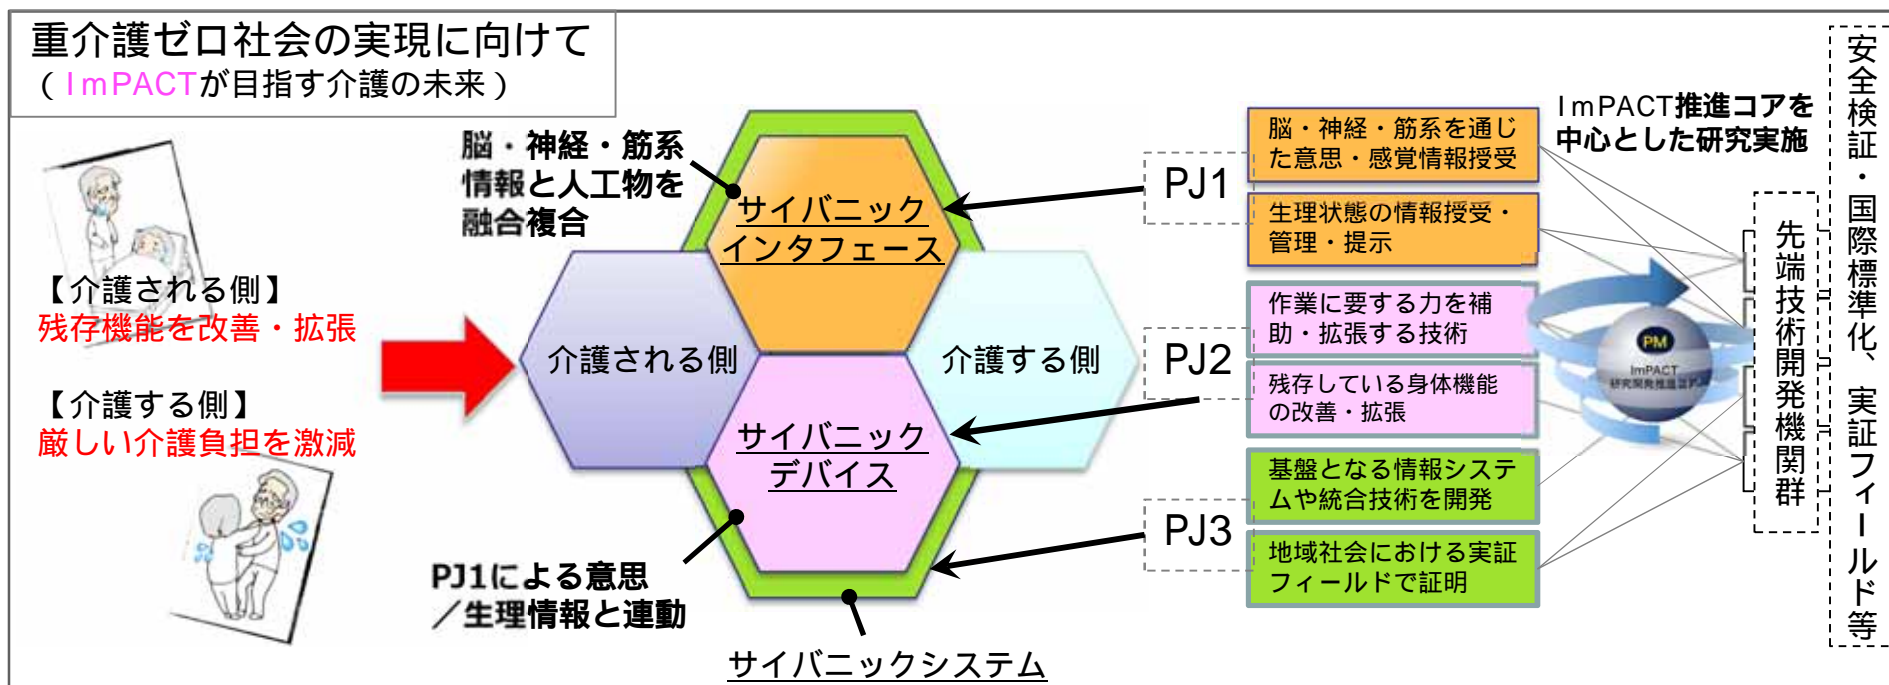 重介護ゼロ社会の実現に向けて
（ImPACTが目指す介護の未来）
【介護される側】
残存機能を改善・拡張
【介護する側】
厳しい介護負担を激減
脳・神経・筋系
情報と人工物を
融合複合
サイバニック
インタフェース
介護される側
介護する側
サイバニック
デバイス
PJ1による意思
／生理情報と連動
サイバニックシステム
PJ1
脳・神経・筋系を通じ
た意思・感覚情報授受
生理状態の情報授受・
管理・提示
PJ2
作業に要する力を補
助・拡張する技術
残存している身体機能
の改善・拡張
PJ3
基盤となる情報システ
ムや統合技術を開発
地域社会における実証
フィールドで証明
ImPACT推進コアを
中心とした研究実施
PM
ImPACT
研究開発推進コア
先端技術開発機関群
安全検証・国際標準化、実証フィールド等